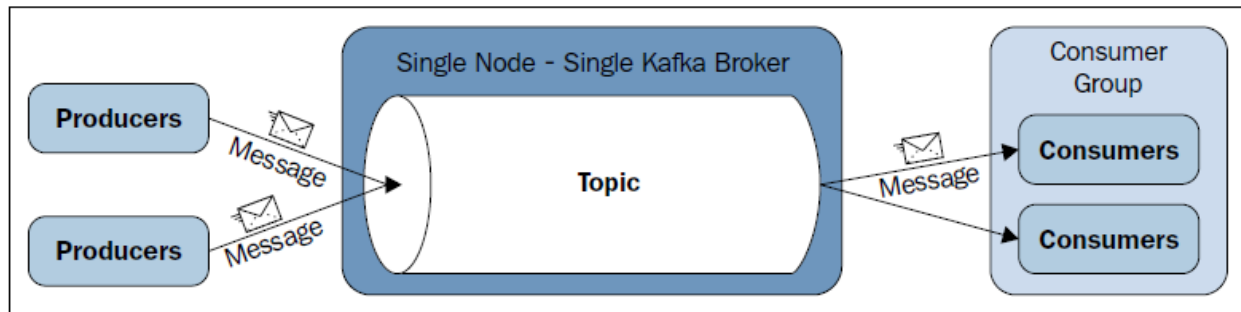 Single Node - Single Kafka Broker
Consumer
Group
Producers
Message
Topic
Message
Consumers
Producers
Message
Consumers